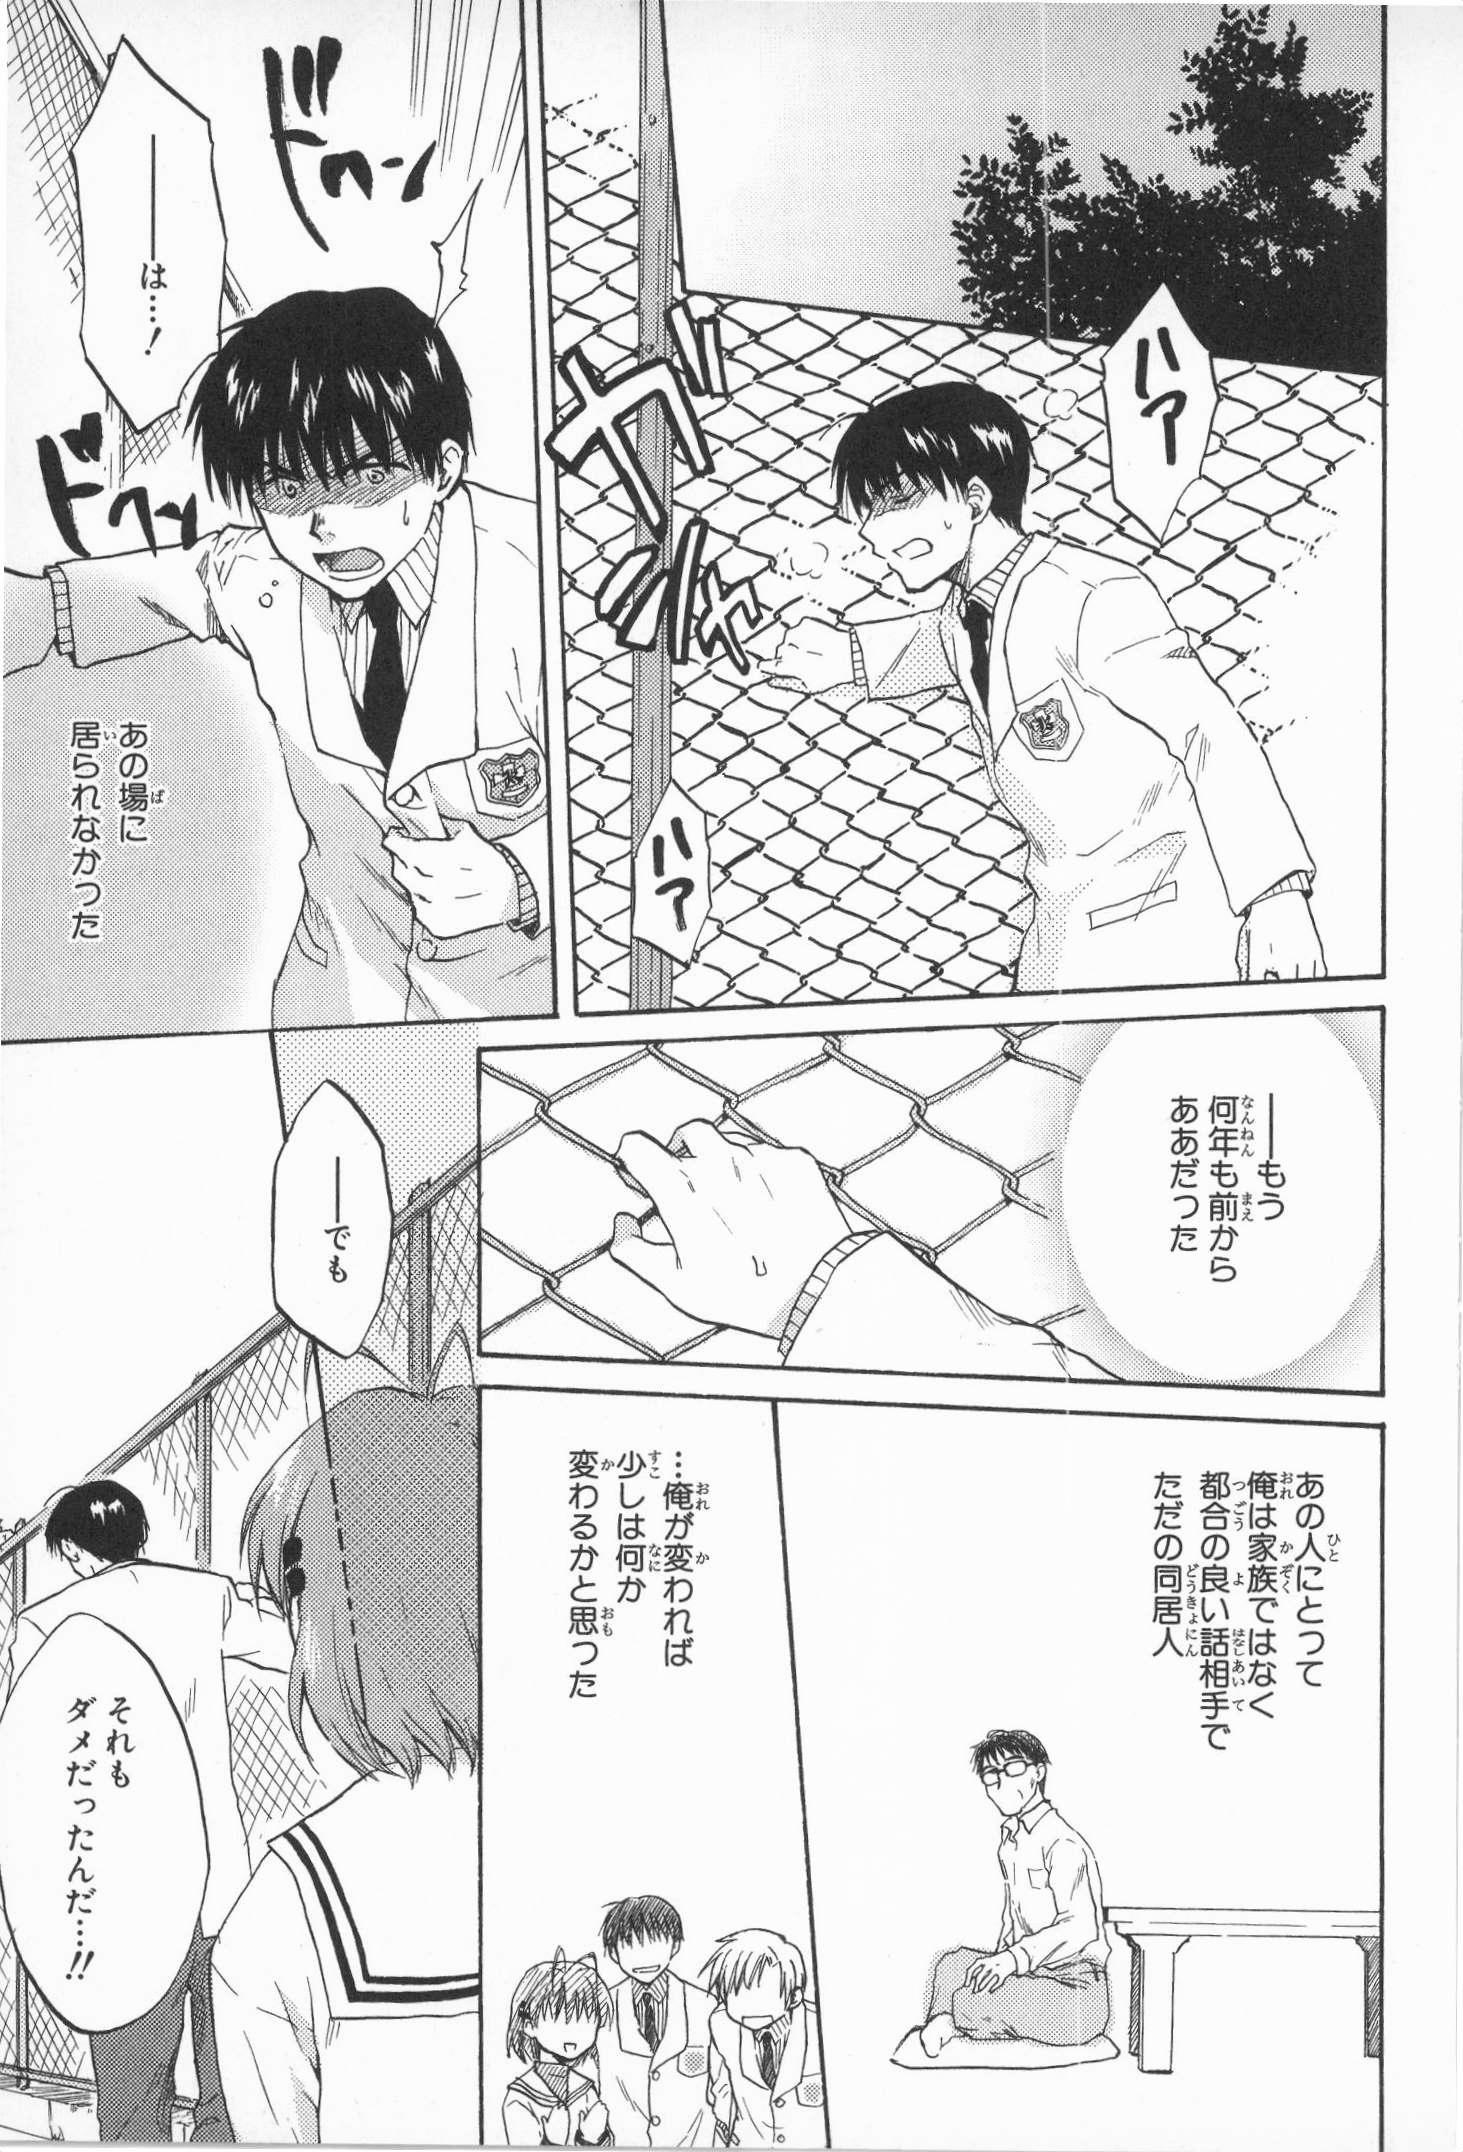 ハァ
ガシャ
ハァ
ドクン
――は…！
ドクン
あの場に
居られなかった
――もう
何年も前から
ああだった
あの人にとって
俺は家族ではなく
都合の良い話相手で
ただの同居人
…俺が変われば
少しは何か
変わるかと思った
――でも
それも
ダメだったんだ…!!